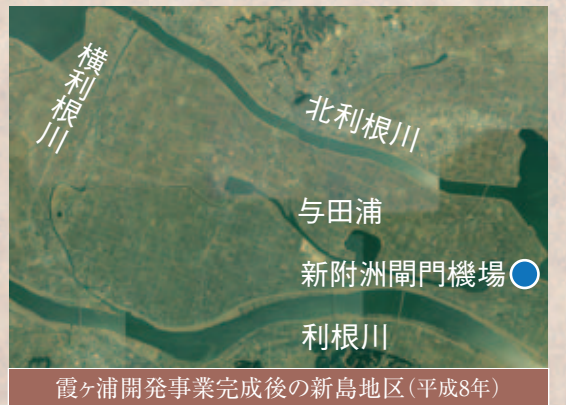 横利根川
北利根川
与田浦
新附洲閘門機場
利根川
霞ヶ浦開発事業完成後の新島地区(平成8年)